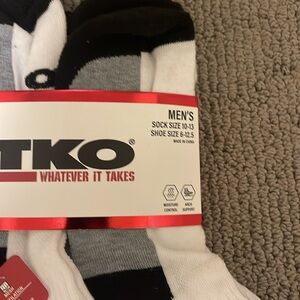 MEN'S
SOCK SIZE 10-13
SHOE SIZE 6-12.5
MADE IN CHINA
TKO®
WHATEVER IT TAKES
MOISTURE
CONTROL
ARCH
SUPPORT